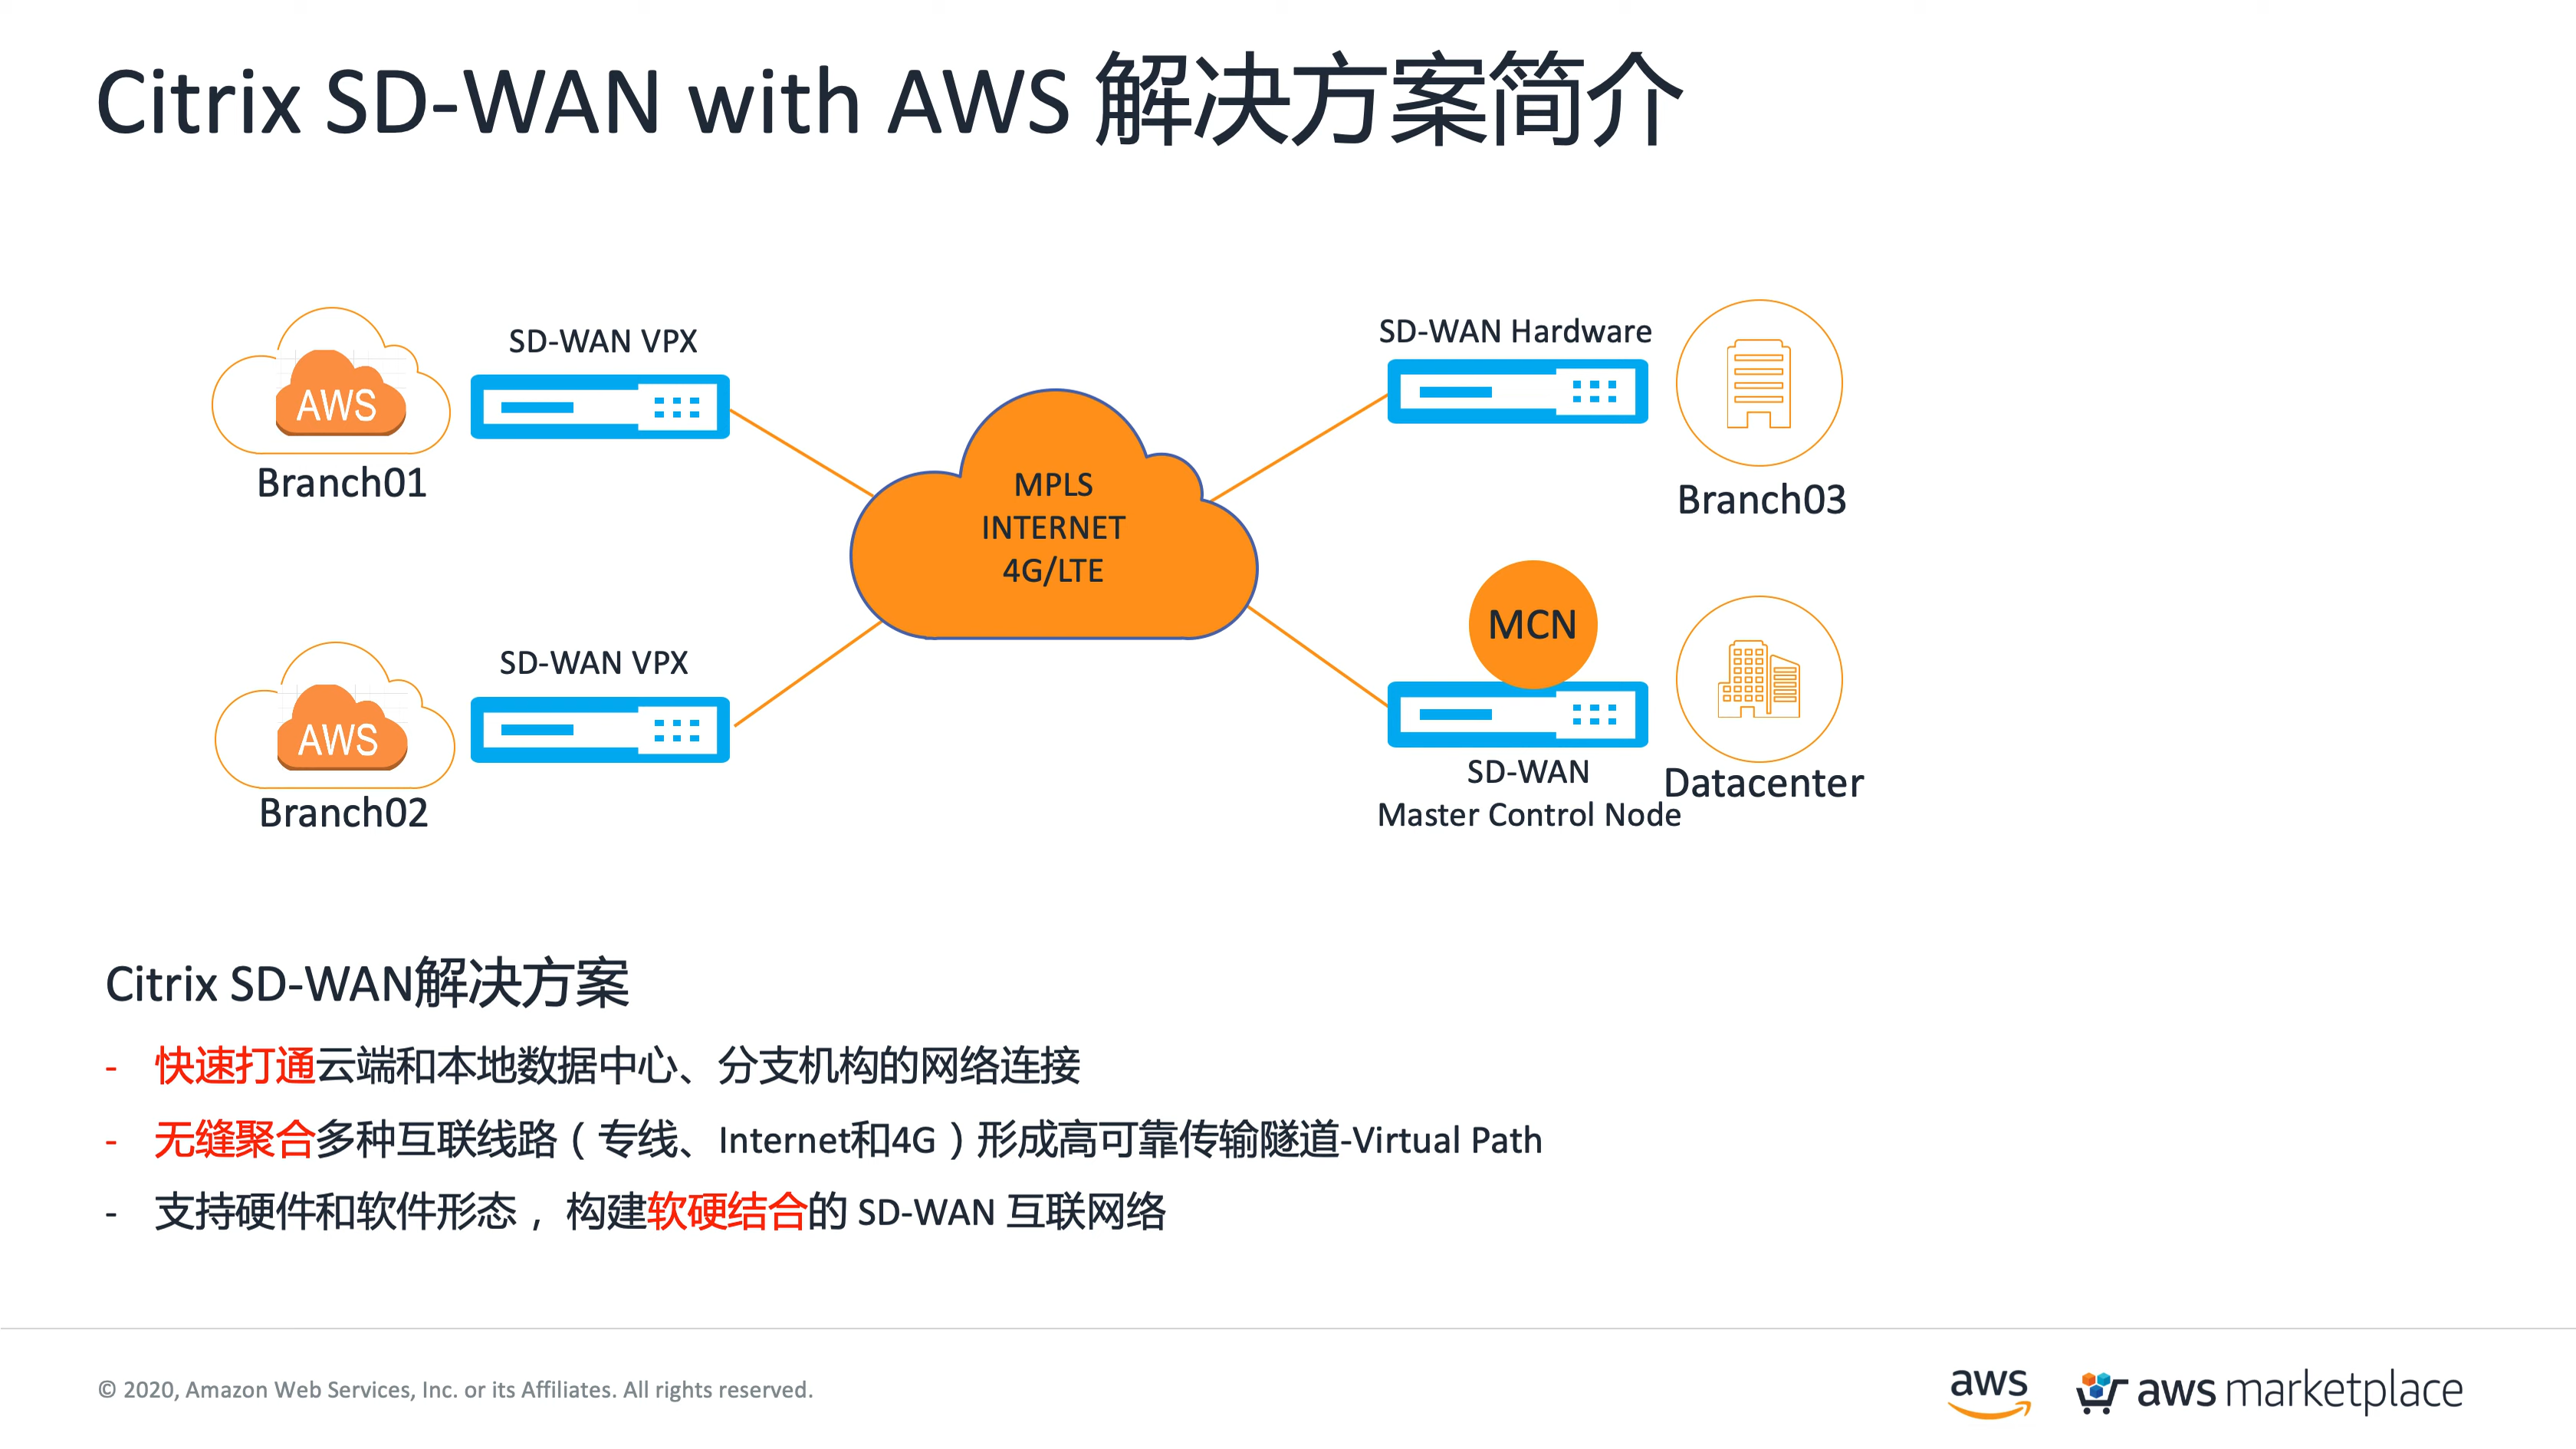 Citrix SD-WAN with AWS 解决方案简介
SD-WAN VPX
AWS
Branch01
SD-WAN VPX
AWS
Branch02
MPLS
INTERNET
4G/LTE
SD-WAN Hardware
Branch03
MCN
SD-WAN
Master Control Node
Datacenter
Citrix SD-WAN解决方案
- 快速打通云端和本地数据中心、分支机构的网络连接
- 无缝聚合多种互联线路（专线、Internet和4G）形成高可靠传输隧道-Virtual Path
- 支持硬件和软件形态， 构建软硬结合的 SD-WAN 互联网络
© 2020, Amazon Web Services, Inc. or its Affiliates. All rights reserved.
aws
aws marketplace